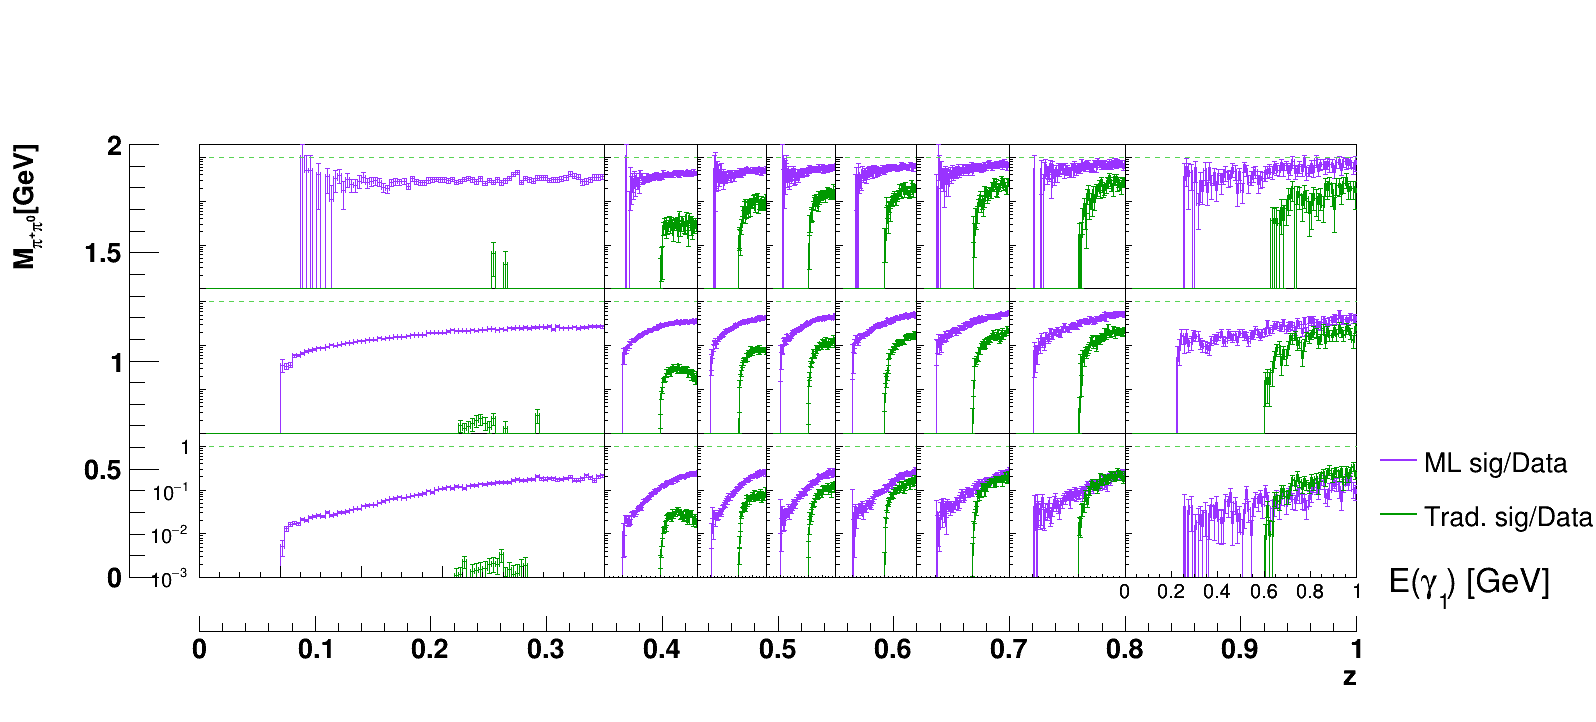 M π+π0 [GeV]
2
1.5
1
0.5
0
1
10−1
10−2
10−3
ML sig/Data
Trad. sig/Data
E(γ1) [GeV]
0 0.2 0.4 0.6 0.8 1
0 0.1 0.2 0.3 0.4 0.5 0.6 0.7 0.8 0.9 1
z